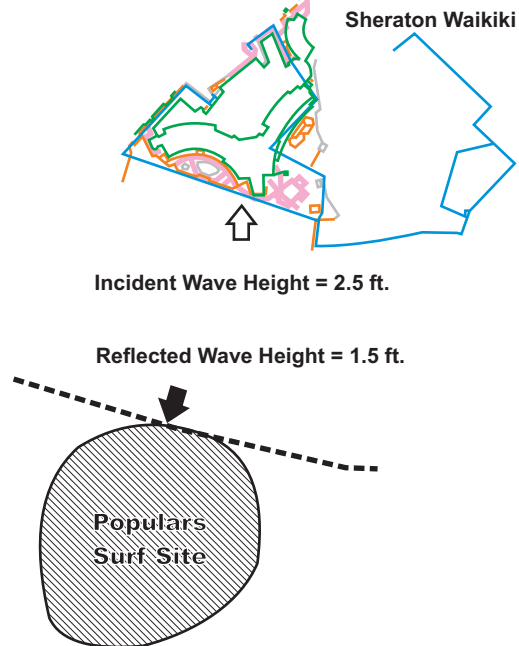 Sheraton Waikiki
Incident Wave Height = 2.5 ft.
Reflected Wave Height = 1.5 ft.
Populars
Surf Site